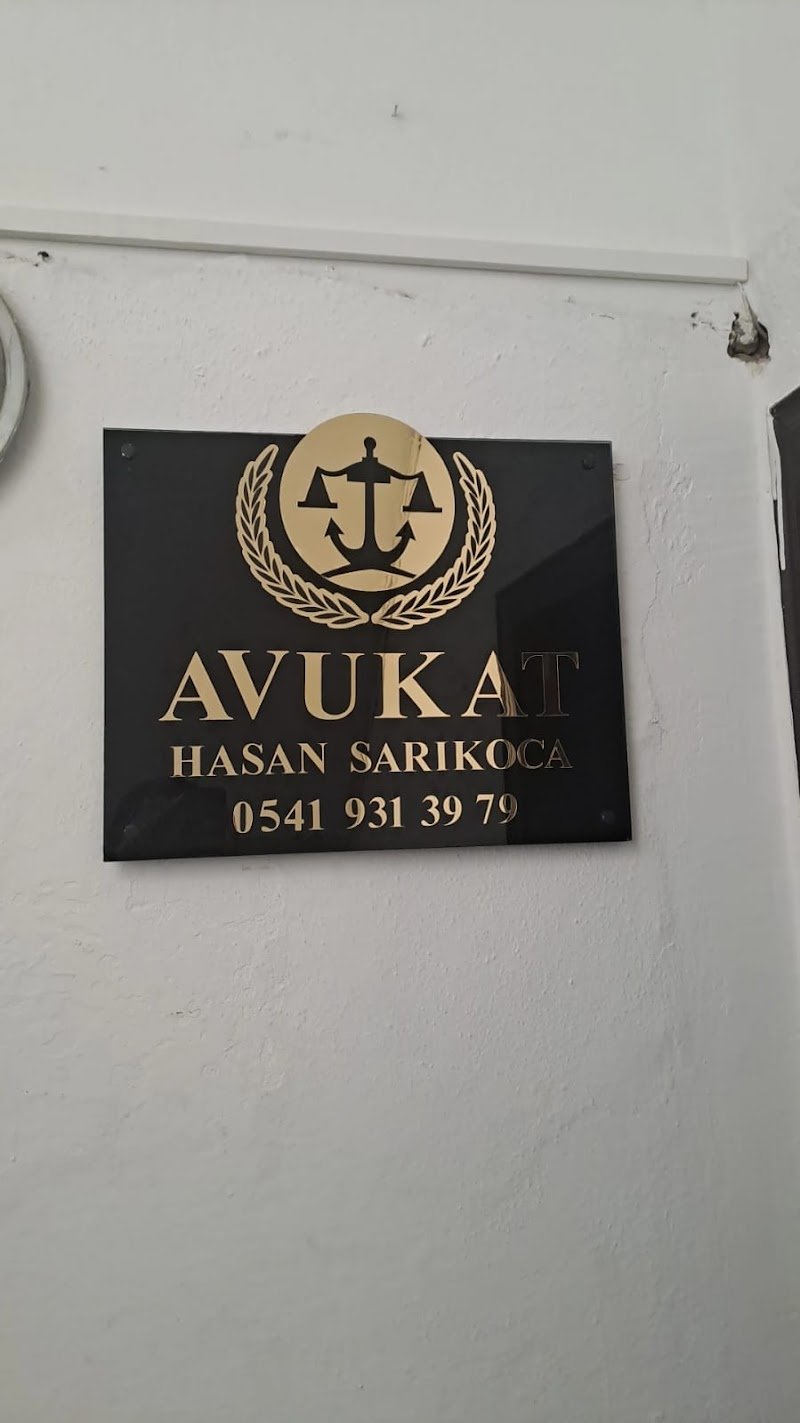 AVUKAT
HASAN SARIKOCA
0541 931 39 79